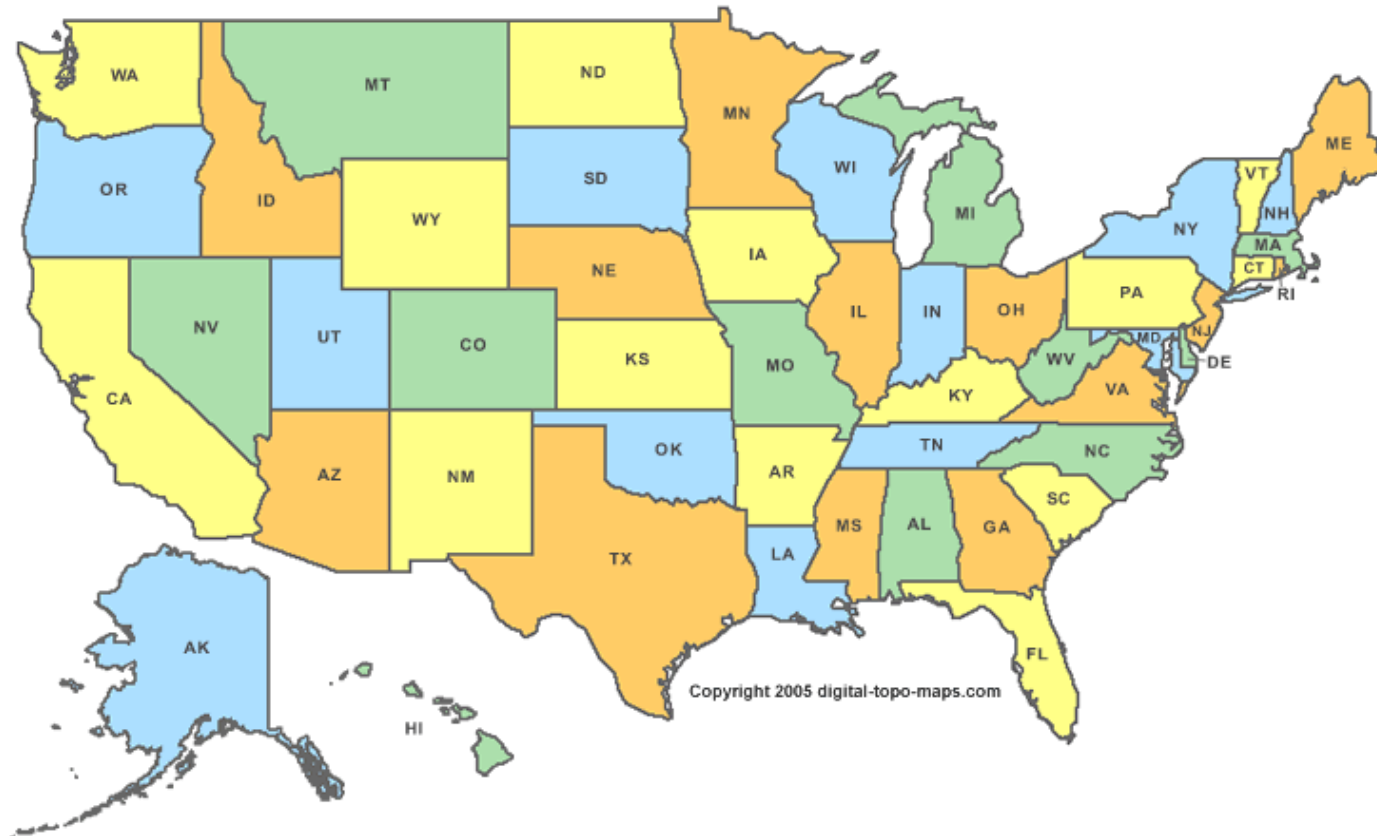 WA
MT
ND
MN
ME
OR
ID
WY
SD
WI
MI
VT
NH
NY
MA
CT
RI
NV
UT
CO
NE
IA
IL
IN
OH
PA
NJ
CA
KS
MO
KY
WV
MD
DE
VA
AZ
NM
OK
AR
TN
NC
SC
TX
LA
MS
AL
GA
FL
AK
HI
Copyright 2005 digital-topo-maps.com